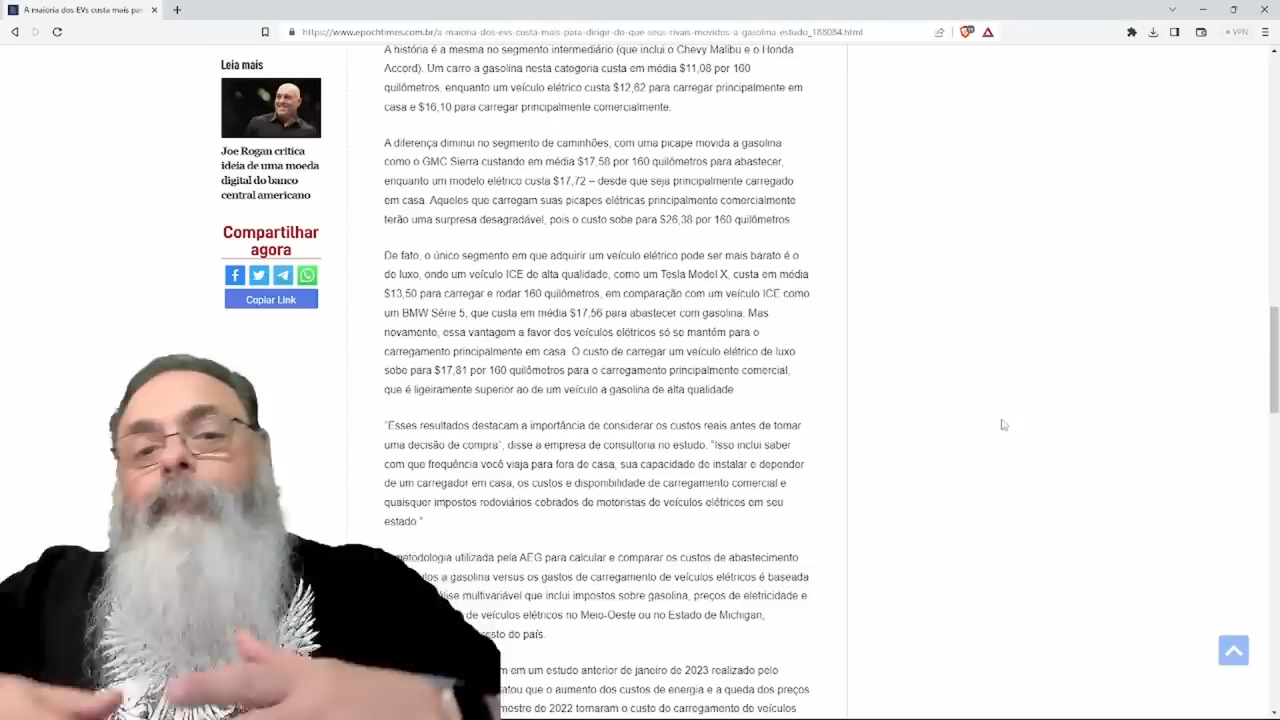 A maioria dos EVs custa mais pa
https://www.epochtimes.com.br/a-maioria-dos-evs-custa-mais-para-dirigir-do-que-seus-rivais-movidos-a-gasolina-estudo_188084.html
VPN
Leia mais
Joe Rogan critica
ideia de uma moeda
digital do banco
central americano
Compartilhar
agora
Copiar Link
A história é a mesma no segmento intermediário (que inclui o Chevy Malibu e o Honda
Accord). Um carro a gasolina nesta categoria custa em média $11,08 por 160
quilômetros, enquanto um veículo elétrico custa $12,62 para carregar principalmente em
casa e $16,10 para carregar principalmente comercialmente.
A diferença diminui no segmento de caminhões, com uma picape movida a gasolina
como o GMC Sierra custando em média $17,58 por 160 quilômetros para abastecer,
enquanto um modelo elétrico custa $17,72 – desde que seja principalmente carregado
em casa. Aqueles que carregam suas picapes elétricas principalmente comercialmente
terão uma surpresa desagradável, pois o custo sobe para $26,38 por 160 quilômetros.
De fato, o único segmento em que adquirir um veículo elétrico pode ser mais barato é o
de luxo, onde um veículo ICE de alta qualidade, como um Tesla Model X, custa em média
$13,50 para carregar e rodar 160 quilômetros, em comparação com um veículo ICE como
um BMW Série 5, que custa em média $17,56 para abastecer com gasolina. Mas
novamente, essa vantagem a favor dos veículos elétricos só se mantém para o
carregamento principalmente em casa. O custo de carregar um veículo elétrico de luxo
sobe para $17,81 por 160 quilômetros para o carregamento principalmente comercial,
que é ligeiramente superior ao de um veículo a gasolina de alta qualidade
"Esses resultados destacam a importância de considerar os custos reais antes de tomar
uma decisão de compra", disse a empresa de consultoria no estudo. "Isso inclui saber
com que frequência você viaja para fora de casa, sua capacidade de instalar e depender
de um carregador em casa, os custos e disponibilidade de carregamento comercial e
quaisquer impostos rodoviários cobrados de motoristas de veículos elétricos em seu
estado."
metodologia utilizada pela AEG para calcular e comparar os custos de abastecimento
a gasolina versus os gastos de carregamento de veículos elétricos é baseada
multivariável que inclui impostos sobre gasolina, preços de eletricidade e
de veículos elétricos no Meio-Oeste ou no Estado de Michigan,
do país.
em um estudo anterior de janeiro de 2023 realizado pelo
que o aumento dos custos de energia e a queda dos preços
de 2022 tornaram o custo do carregamento de veículos